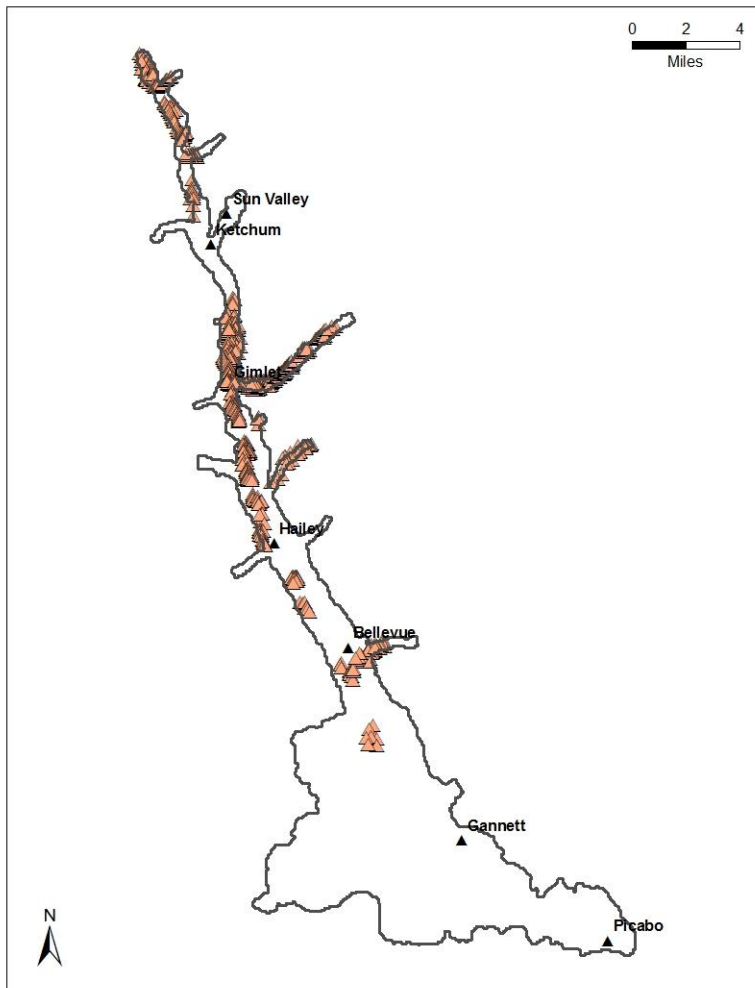 0 2 4
Miles
Sun Valley
Ketchum
Gimlet
Hailey
Bellevue
Gannett
N
Picabo